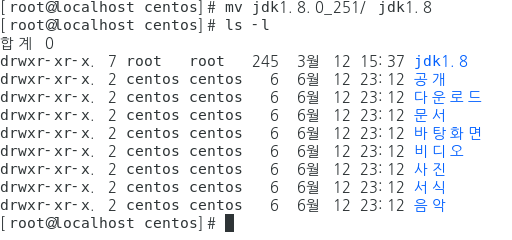 [root@localhost centos]# mv jdk1.8.0_251/ jdk1.8
[root@localhost centos]# ls -l
합계 0
drwxr-xr-x. 7 root   root   245  3월  12 15:37 jdk1.8
drwxr-xr-x. 2 centos centos   6  6월  12 23:12 공개
drwxr-xr-x. 2 centos centos   6  6월  12 23:12 다운로드
drwxr-xr-x. 2 centos centos   6  6월  12 23:12 문서
drwxr-xr-x. 2 centos centos   6  6월  12 23:12 바탕화면
drwxr-xr-x. 2 centos centos   6  6월  12 23:12 비디오
drwxr-xr-x. 2 centos centos   6  6월  12 23:12 사진
drwxr-xr-x. 2 centos centos   6  6월  12 23:12 서식
drwxr-xr-x. 2 centos centos   6  6월  12 23:12 음악
[root@localhost centos]#